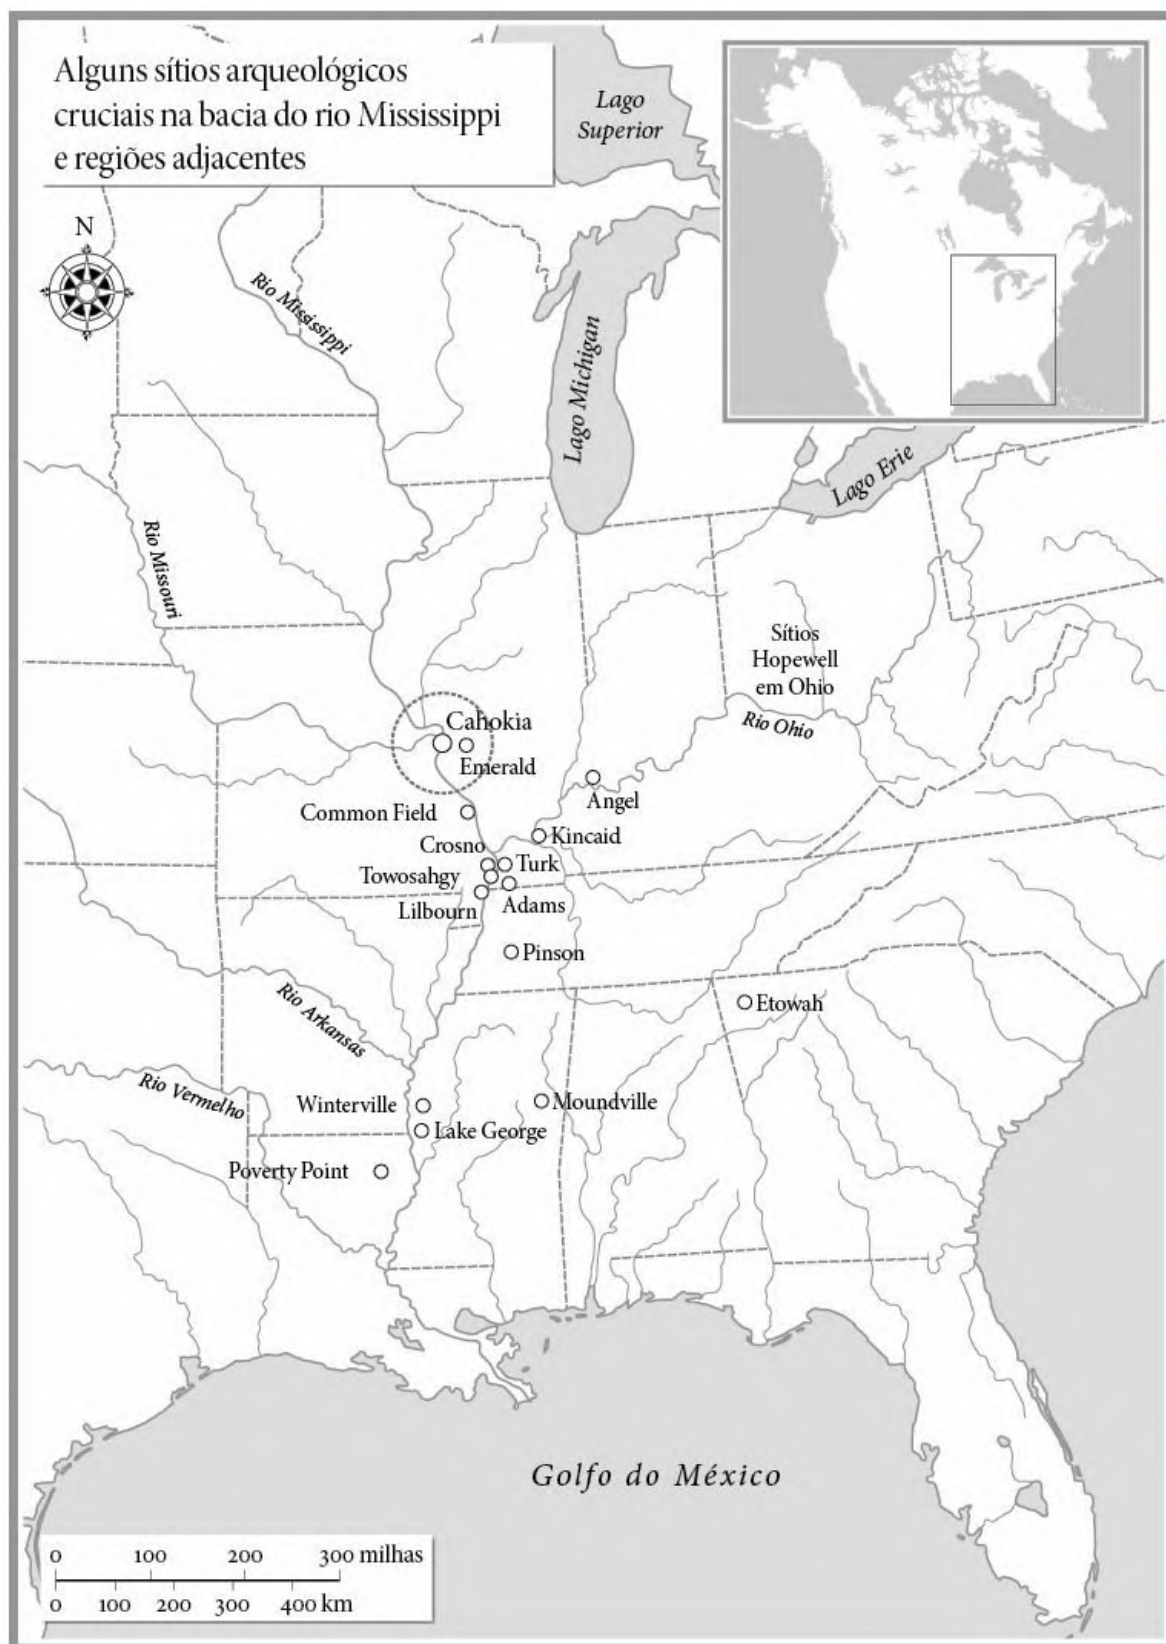 Alguns sítios arqueológicos
cruciais na bacia do rio Mississippi
e regiões adjacentes
Lago
Superior
N
Rio Mississippi
Lago Michigan
Lago Erie
Rio Missouri
Sítios
Hopewell
em Ohio
Rio Ohio
Cahokia
Emerald
Angel
Common Field
Kincaid
Crosno
Turk
Towosahgy
Adams
Lilbourn
Pinson
Etowah
Rio Arkansas
Rio Vermelho
Winterville
Moundville
Lake George
Poverty Point
Golfo do México
0 100 200 300 milhas
0 100 200 300 400 km